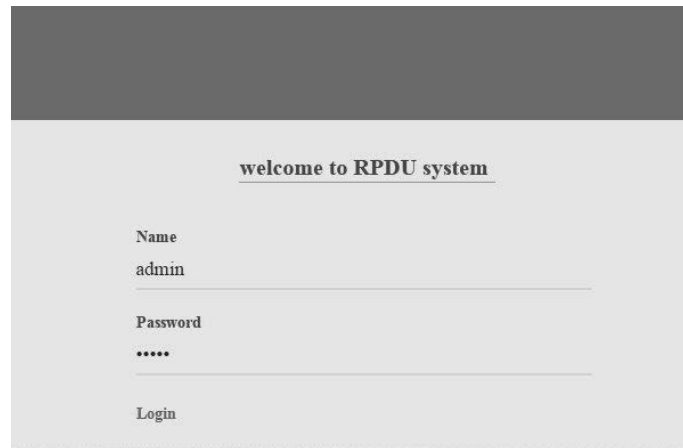 welcome to RPDU system
Name
admin
Password
•••••
Login